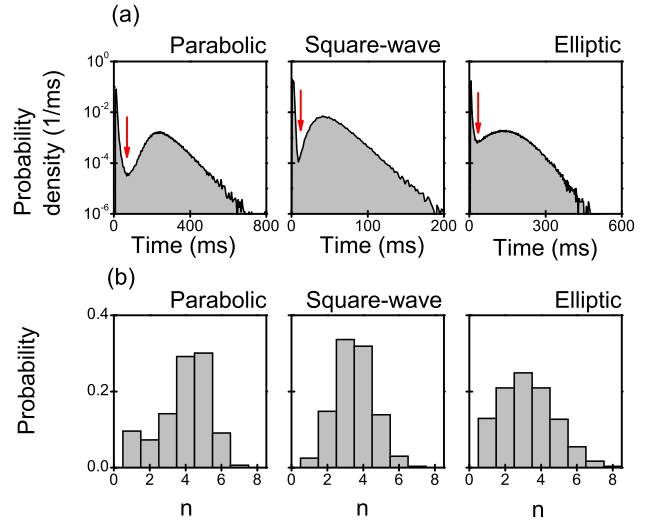 (a)
Parabolic Square-wave Elliptic
Probability
density (1/ms)
10^0
10^-2
10^-4
10^-6
0 400 800 0 100 200 0 300 600
Time (ms) Time (ms) Time (ms)
(b)
Parabolic Square-wave Elliptic
Probability
0.4
0.2
0.0
0 2 4 6 8 0 2 4 6 8 0 2 4 6 8
n n n